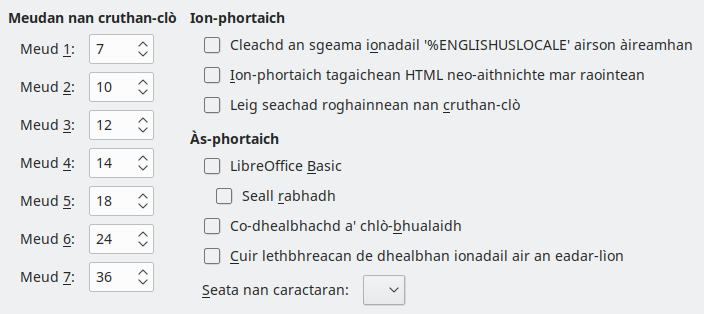 Meudan nan cruthan-clò
Meud 1: 7
Meud 2: 10
Meud 3: 12
Meud 4: 14
Meud 5: 18
Meud 6: 24
Meud 7: 36
Ion-phortaich
Cleachd an sgeama ionadail '%ENGLISHUSLOCALE' airson àireamhan
Ion-phortaich tagaichean HTML neo-aithnichte mar raointean
Leig seachad roghainnean nan cruthan-clò
Às-phortaich
LibreOffice Basic
Seall rabhadh
Co-dhealbhachd a' chlò-bhualaidh
Cuir lethbhreacan de dhealbhan ionadail air an eadar-lìon
Seata nan caractaran: